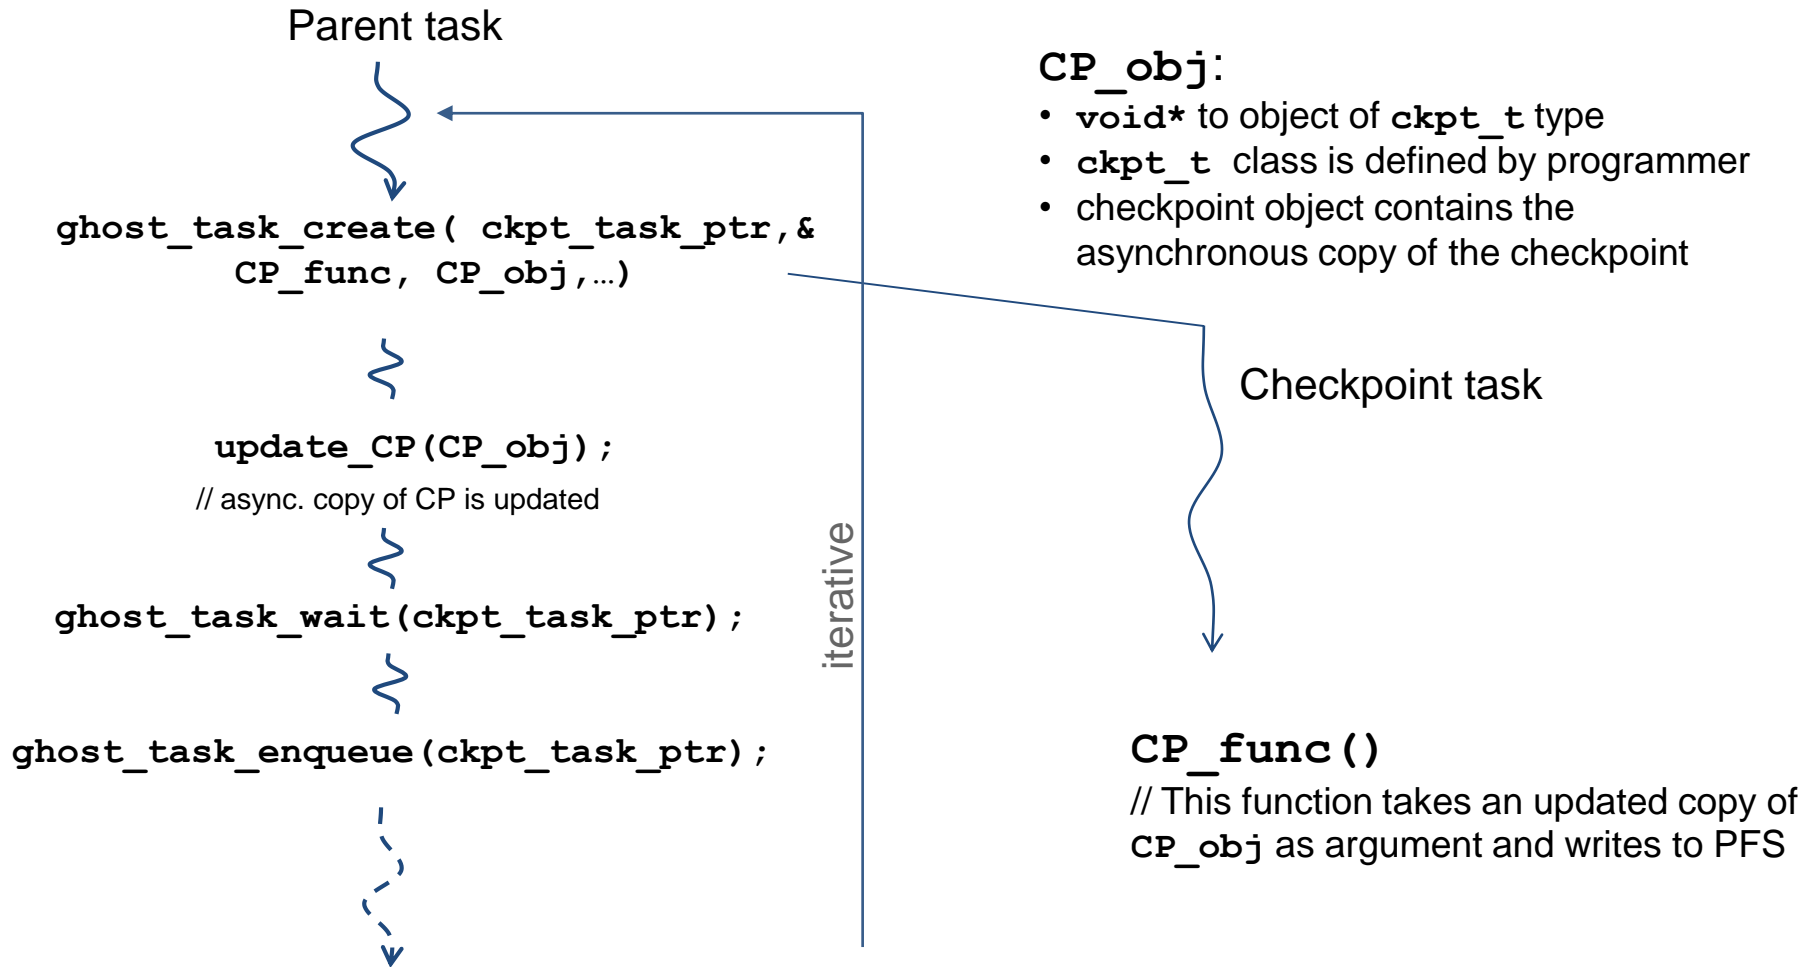 Parent task
ghost_task_create( ckpt_task_ptr,&
CP_func, CP_obj,…)
update_CP(CP_obj);
// async. copy of CP is updated
ghost_task_wait(ckpt_task_ptr);
ghost_task_enqueue(ckpt_task_ptr);
iterative
CP_obj:
• void* to object of ckpt_t type
• ckpt_t class is defined by programmer
• checkpoint object contains the
asynchronous copy of the checkpoint
Checkpoint task
CP_func()
// This function takes an updated copy of
CP_obj as argument and writes to PFS